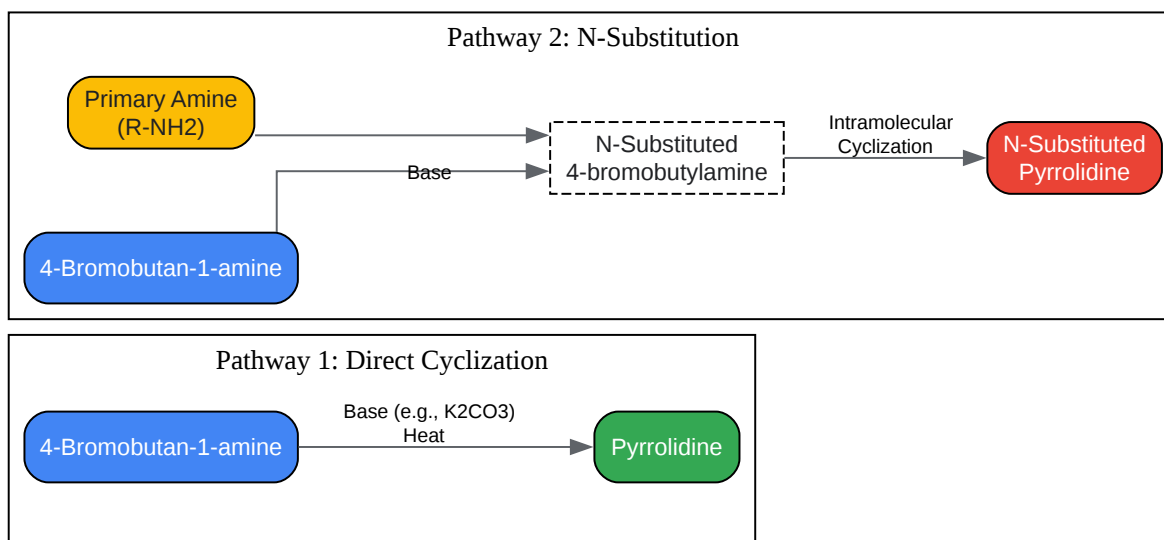 Pathway 2: N-Substitution
Primary Amine
(R-NH2)
Base
4-Bromobutan-1-amine
N-Substituted
4-bromobutylamine
Intramolecular
Cyclization
N-Substituted
Pyrrolidine
Pathway 1: Direct Cyclization
4-Bromobutan-1-amine
Base (e.g., K2CO3)
Heat
Pyrrolidine